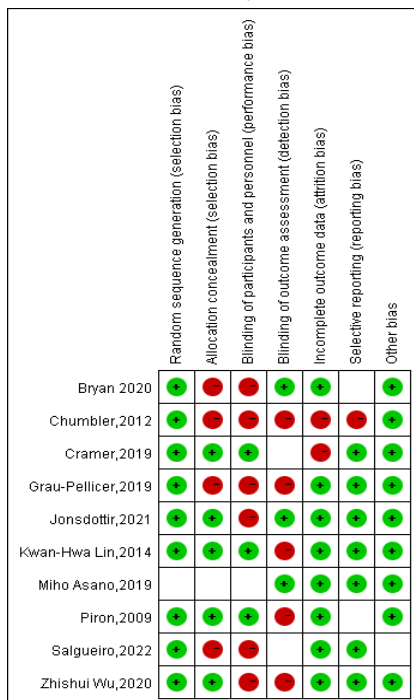 Random sequence generation (selection bias)
Allocation concealment (selection bias)
Blinding of participants and personnel (performance bias)
Blinding of outcome assessment (detection bias)
Incomplete outcome data (attrition bias)
Selective reporting (reporting bias)
Other bias
Bryan 2020 + - - + + +
Chumbler,2012 + - - - - - +
Cramer,2019 + + + - + +
Grau-Pellicer,2019 + - - - + + +
Jonsdottir,2021 + + - + + + +
Kwan-Hwa Lin,2014 + + + - + + +
Miho Asano,2019 + + + +
Piron,2009 + + + - + +
Salgueiro,2022 + - - + +
Zhishui Wu,2020 + + - - + + +